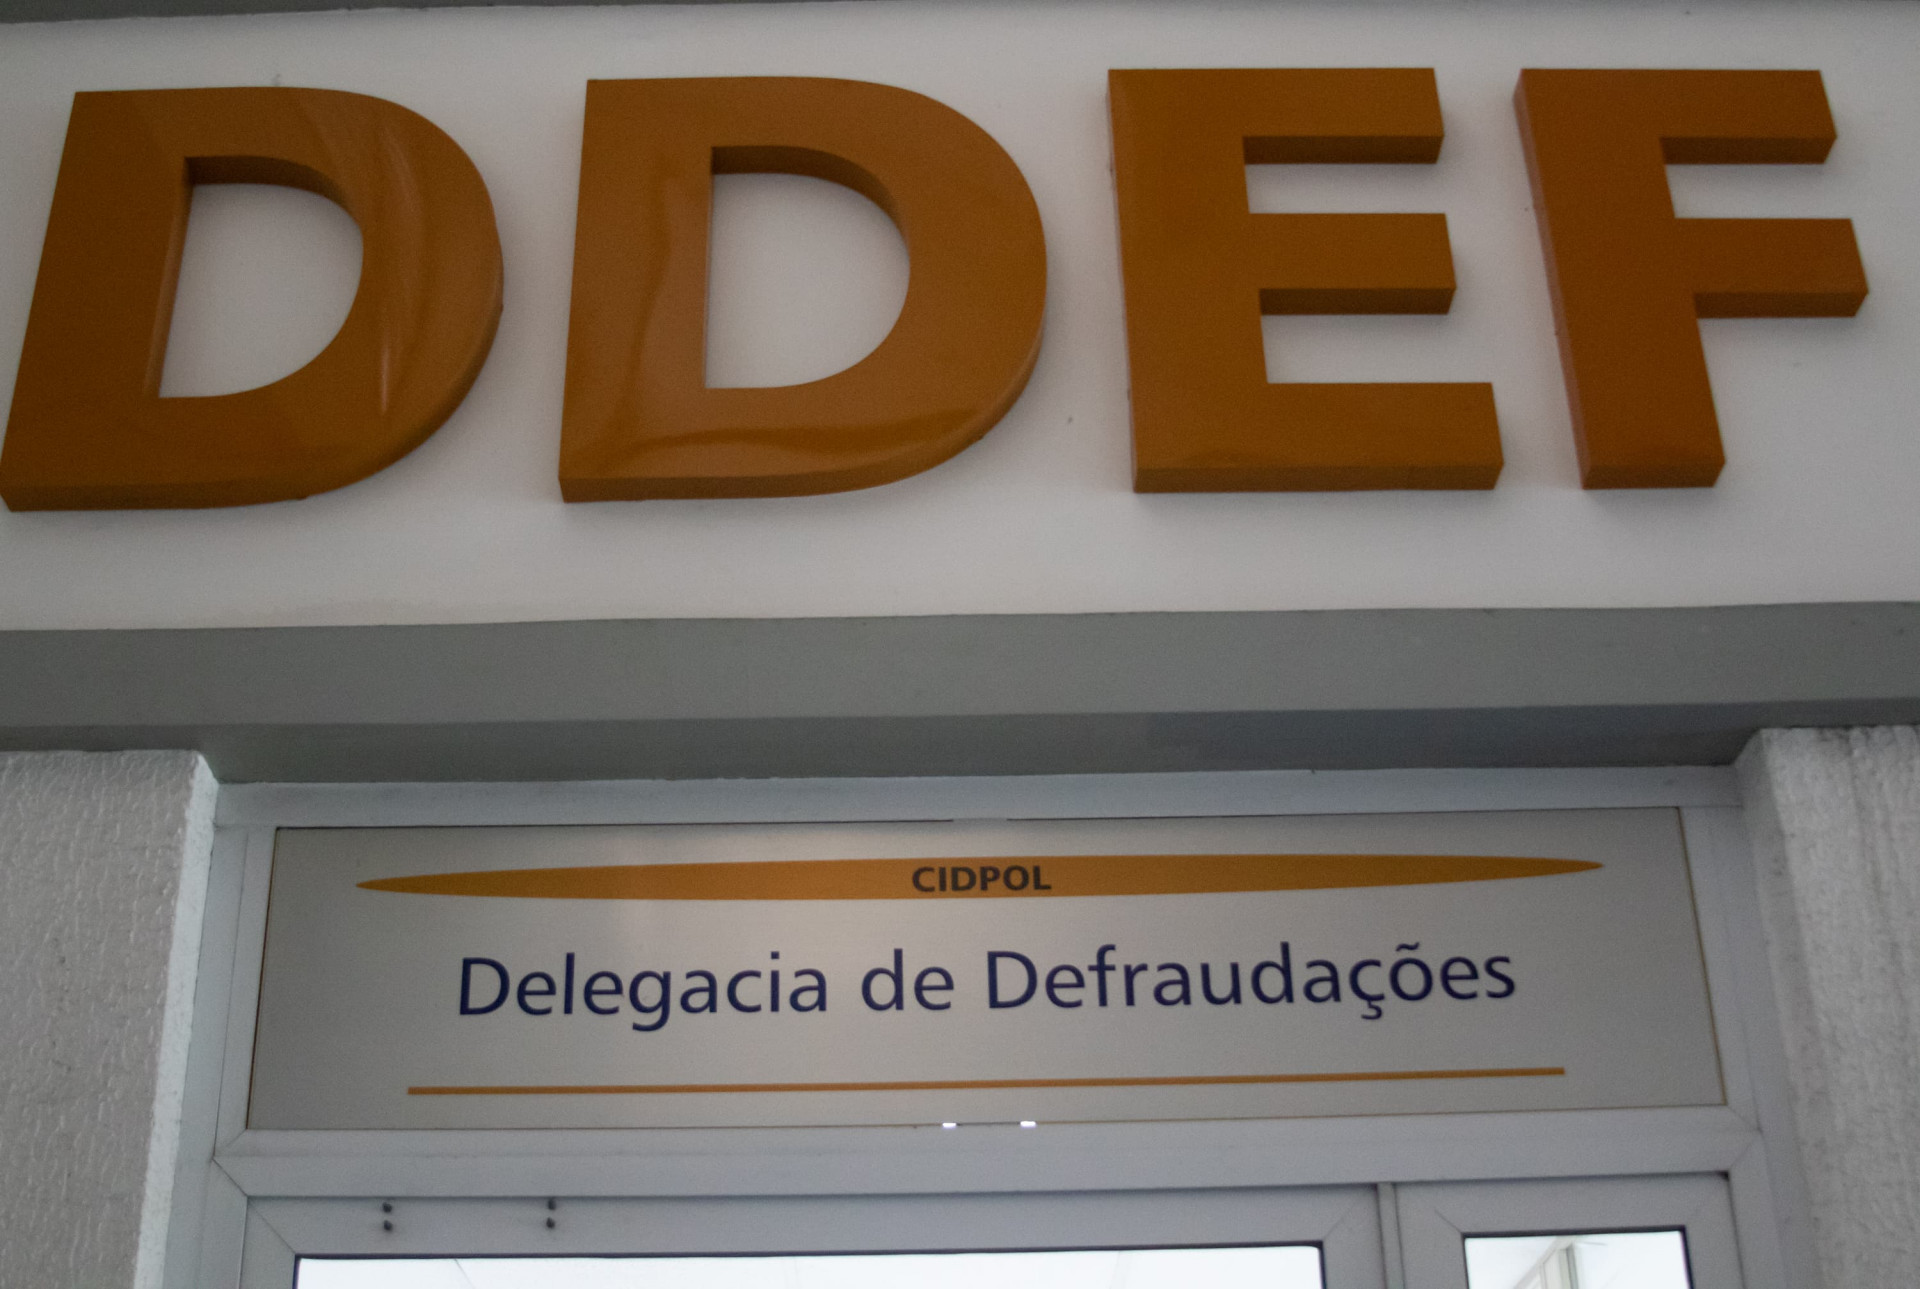 DDEF
CIDPOL
Delegacia de Defraudações